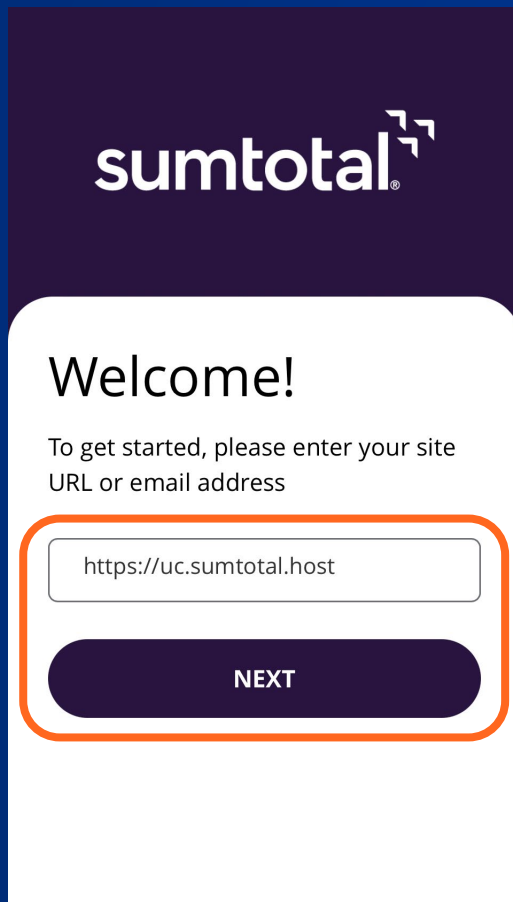 sumtotal®
Welcome!
To get started, please enter your site
URL or email address
https://uc.sumtotal.host
NEXT